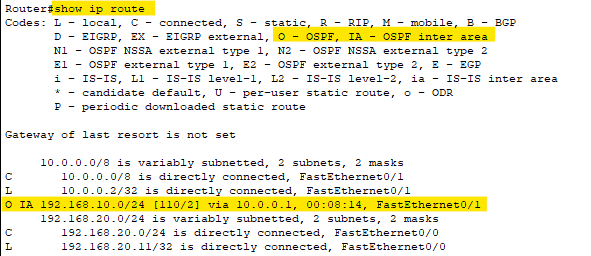 Router#show ip route
Codes: L - local, C - connected, S - static, R - RIP, M - mobile, B - BGP
       D - EIGRP, EX - EIGRP external, O - OSPF, IA - OSPF inter area
       N1 - OSPF NSSA external type 1, N2 - OSPF NSSA external type 2
       E1 - OSPF external type 1, E2 - OSPF external type 2, E - EGP
       i - IS-IS, L1 - IS-IS level-1, L2 - IS-IS level-2, ia - IS-IS inter area
       * - candidate default, U - per-user static route, o - ODR
       P - periodic downloaded static route
Gateway of last resort is not set
     10.0.0.0/8 is variably subnetted, 2 subnets, 2 masks
C       10.0.0.0/8 is directly connected, FastEthernet0/1
L       10.0.0.2/32 is directly connected, FastEthernet0/1
O IA 192.168.10.0/24 [110/2] via 10.0.0.1, 00:08:14, FastEthernet0/1
     192.168.20.0/24 is variably subnetted, 2 subnets, 2 masks
C       192.168.20.0/24 is directly connected, FastEthernet0/0
L       192.168.20.11/32 is directly connected, FastEthernet0/0